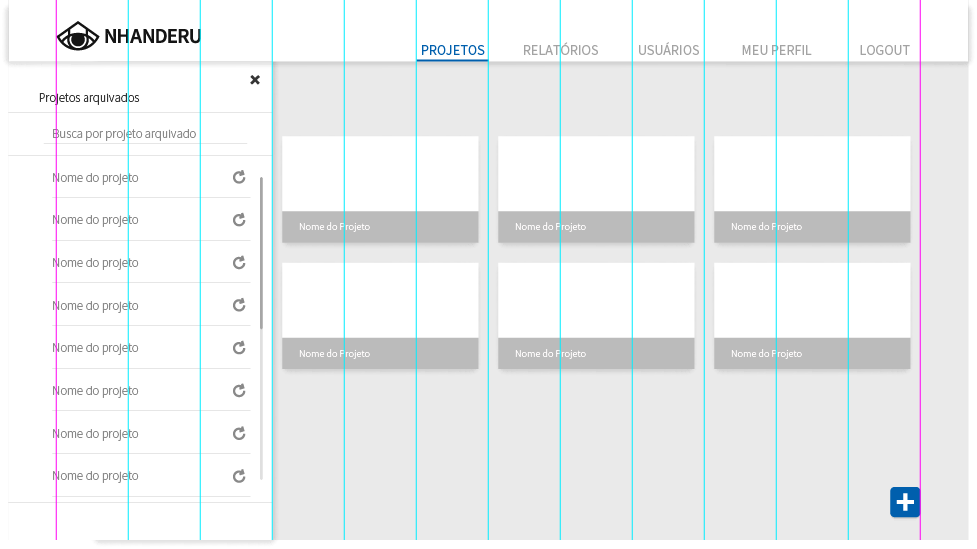 NHANDERU
PROJETOS RELATÓRIOS USUÁRIOS MEU PERFIL LOGOUT
Projetos arquivados
Busca por projeto arquivado
Nome do projeto
Nome do projeto
Nome do projeto
Nome do projeto
Nome do projeto
Nome do projeto
Nome do projeto
Nome do projeto
Nome do Projeto Nome do Projeto Nome do Projeto
Nome do Projeto Nome do Projeto Nome do Projeto